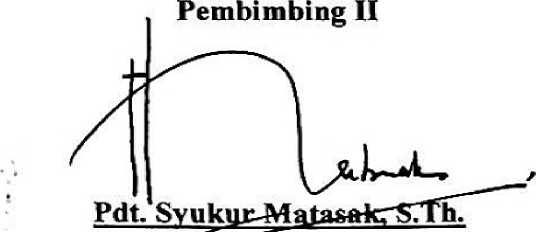 Pembimbing II
Pdt. Syukur Matasak, S.Th.